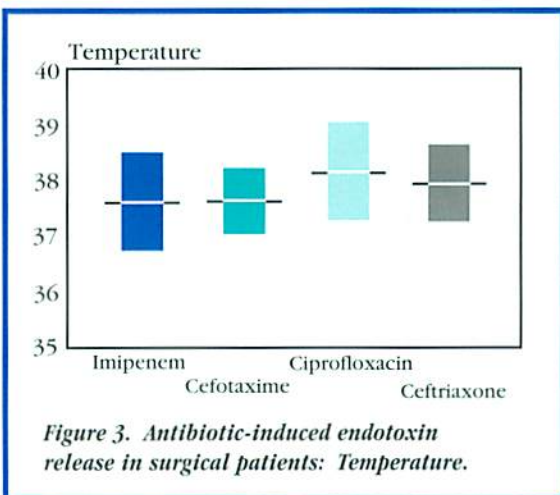 Temperature
40
39
38
37
36
35
Imipenem
Cefotaxime
Ciprofloxacin
Ceftriaxone
Figure 3. Antibiotic-induced endotoxin
release in surgical patients: Temperature.